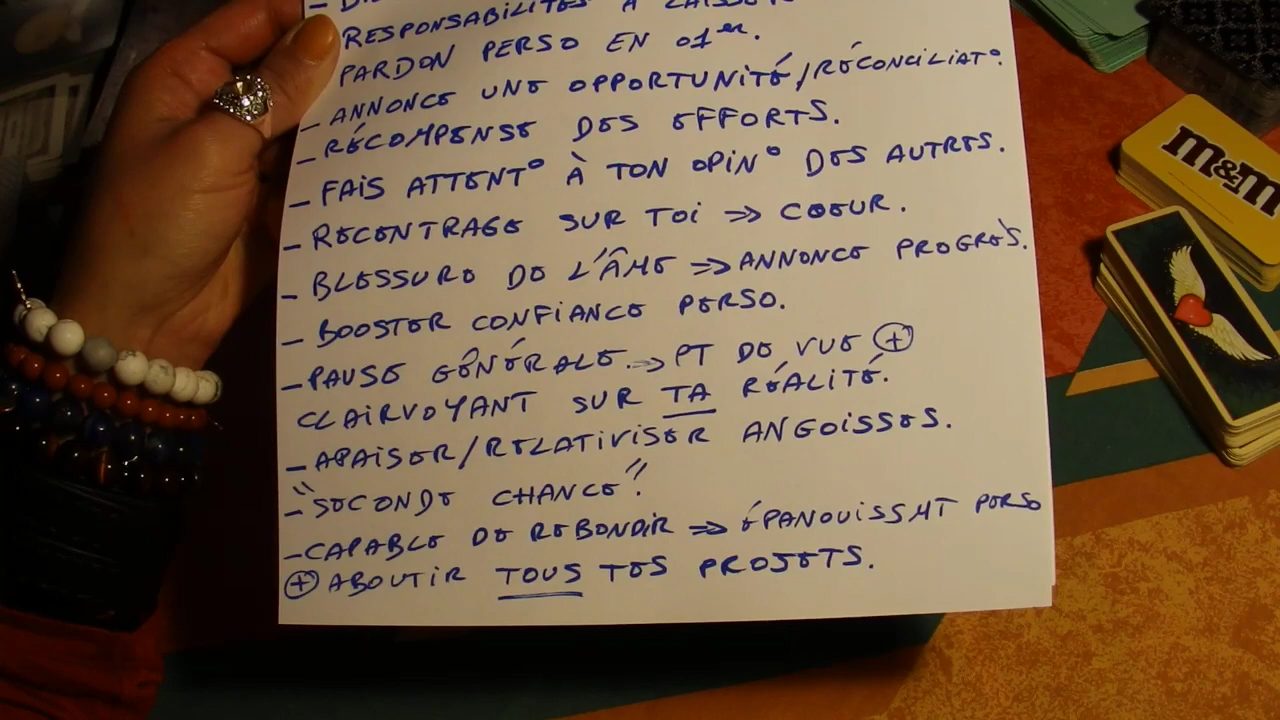 RESPONSABILITÉS À
PARDON PERSO EN 01er.
- ANNONCE UNE OPPORTUNITÉ/RÉCONCILIAT°.
- RÉCOMPENSE DES EFFORTS.
- FAIS ATTENT° À TON OPIN° DES AUTRES.
- RECENTRAGE SUR TOI => COEUR.
- BLESSURE DE L'ÂME => ANNONCE PROGRÈS.
- BOOSTER CONFIANCE PERSO.
- PAUSE GÉNÉRALE. => PT DE VUE ⊕
CLAIRVOYANT SUR TA RÉALITÉ.
- APAISER/RELATIVISER ANGOISSES.
- "SECONDE CHANCE".
- CAPABLE DE REBONDIR => ÉPANOUISSMT PERSO
⊕ ABOUTIR TOUS TES PROJETS.
M&M